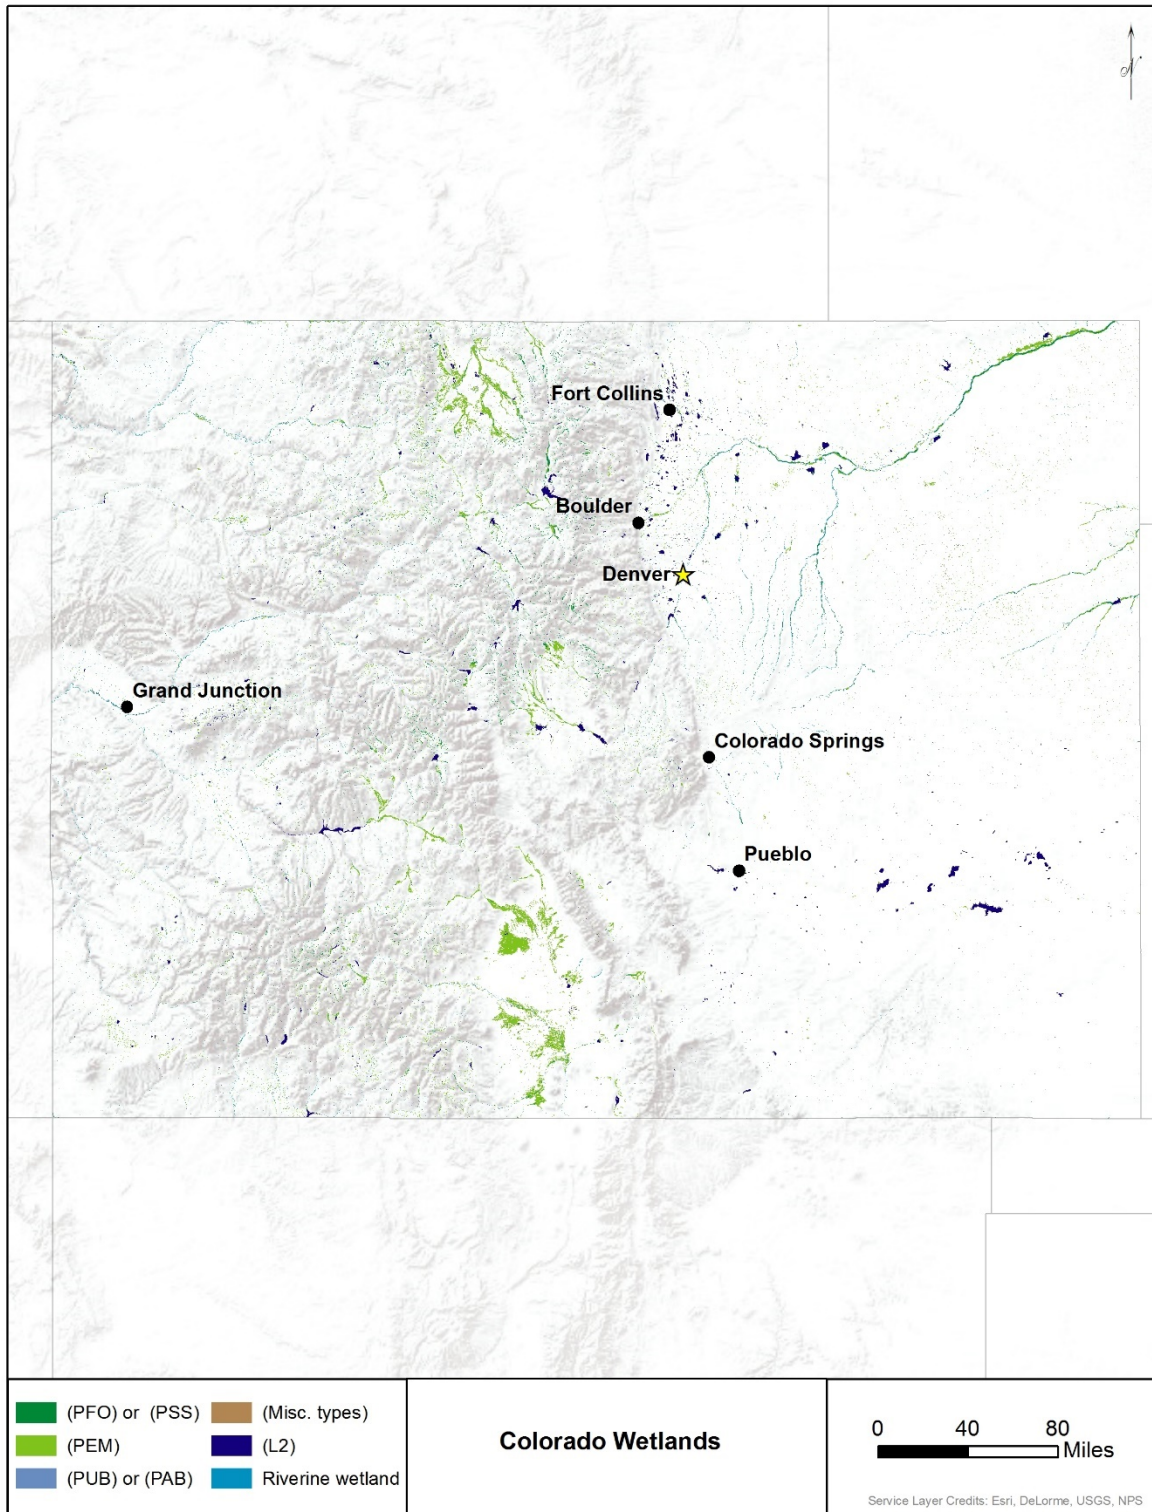 N
Fort Collins
Boulder
Denver
Grand Junction
Colorado Springs
Pueblo
(PFO) or (PSS)
(PEM)
(PUB) or (PAB)
(Misc. types)
(L2)
Riverine wetland
Colorado Wetlands
0 40 80
Miles
Service Layer Credits: Esri, DeLorme, USGS, NPS